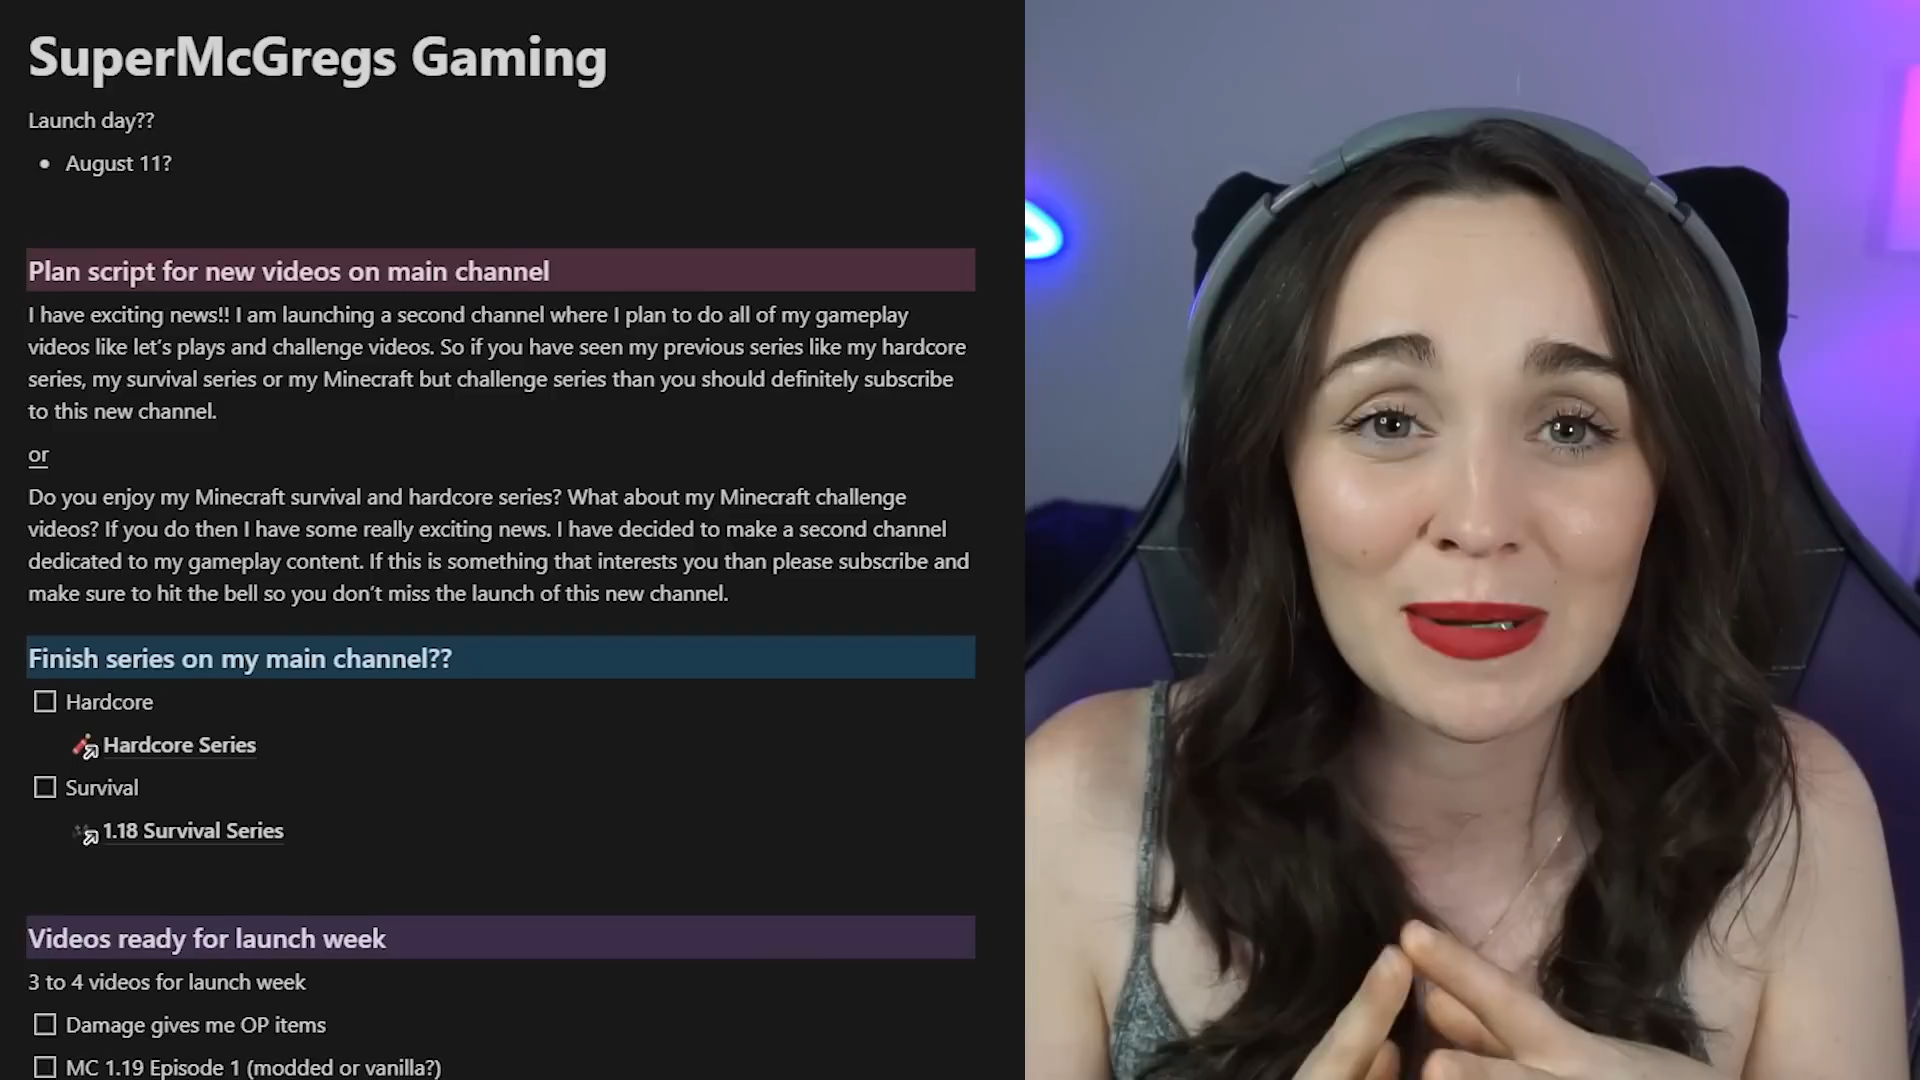 SuperMcGregs Gaming
Launch day??
• August 11?
Plan script for new videos on main channel
I have exciting news!! I am launching a second channel where I plan to do all of my gameplay
videos like let’s plays and challenge videos. So if you have seen my previous series like my hardcore
series, my survival series or my Minecraft but challenge series than you should definitely subscribe
to this new channel.
or
Do you enjoy my Minecraft survival and hardcore series? What about my Minecraft challenge
videos? If you do then I have some really exciting news. I have decided to make a second channel
dedicated to my gameplay content. If this is something that interests you than please subscribe and
make sure to hit the bell so you don’t miss the launch of this new channel.
Finish series on my main channel??
Hardcore
Hardcore Series
Survival
1.18 Survival Series
Videos ready for launch week
3 to 4 videos for launch week
Damage gives me OP items
MC 1.19 Episode 1 (modded or vanilla?)